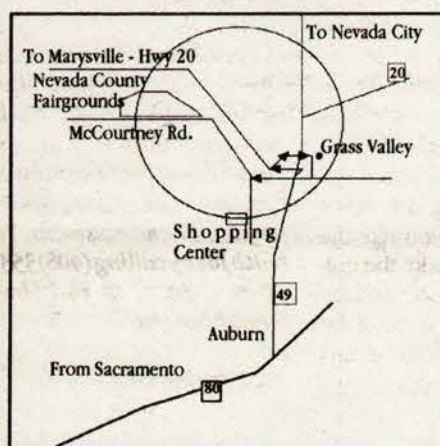 To Nevada City
To Marysville - Hwy 20
20
Nevada County
Fairgrounds
McCourtney Rd.
Grass Valley
Shopping
Center
49
Auburn
From Sacramento
80